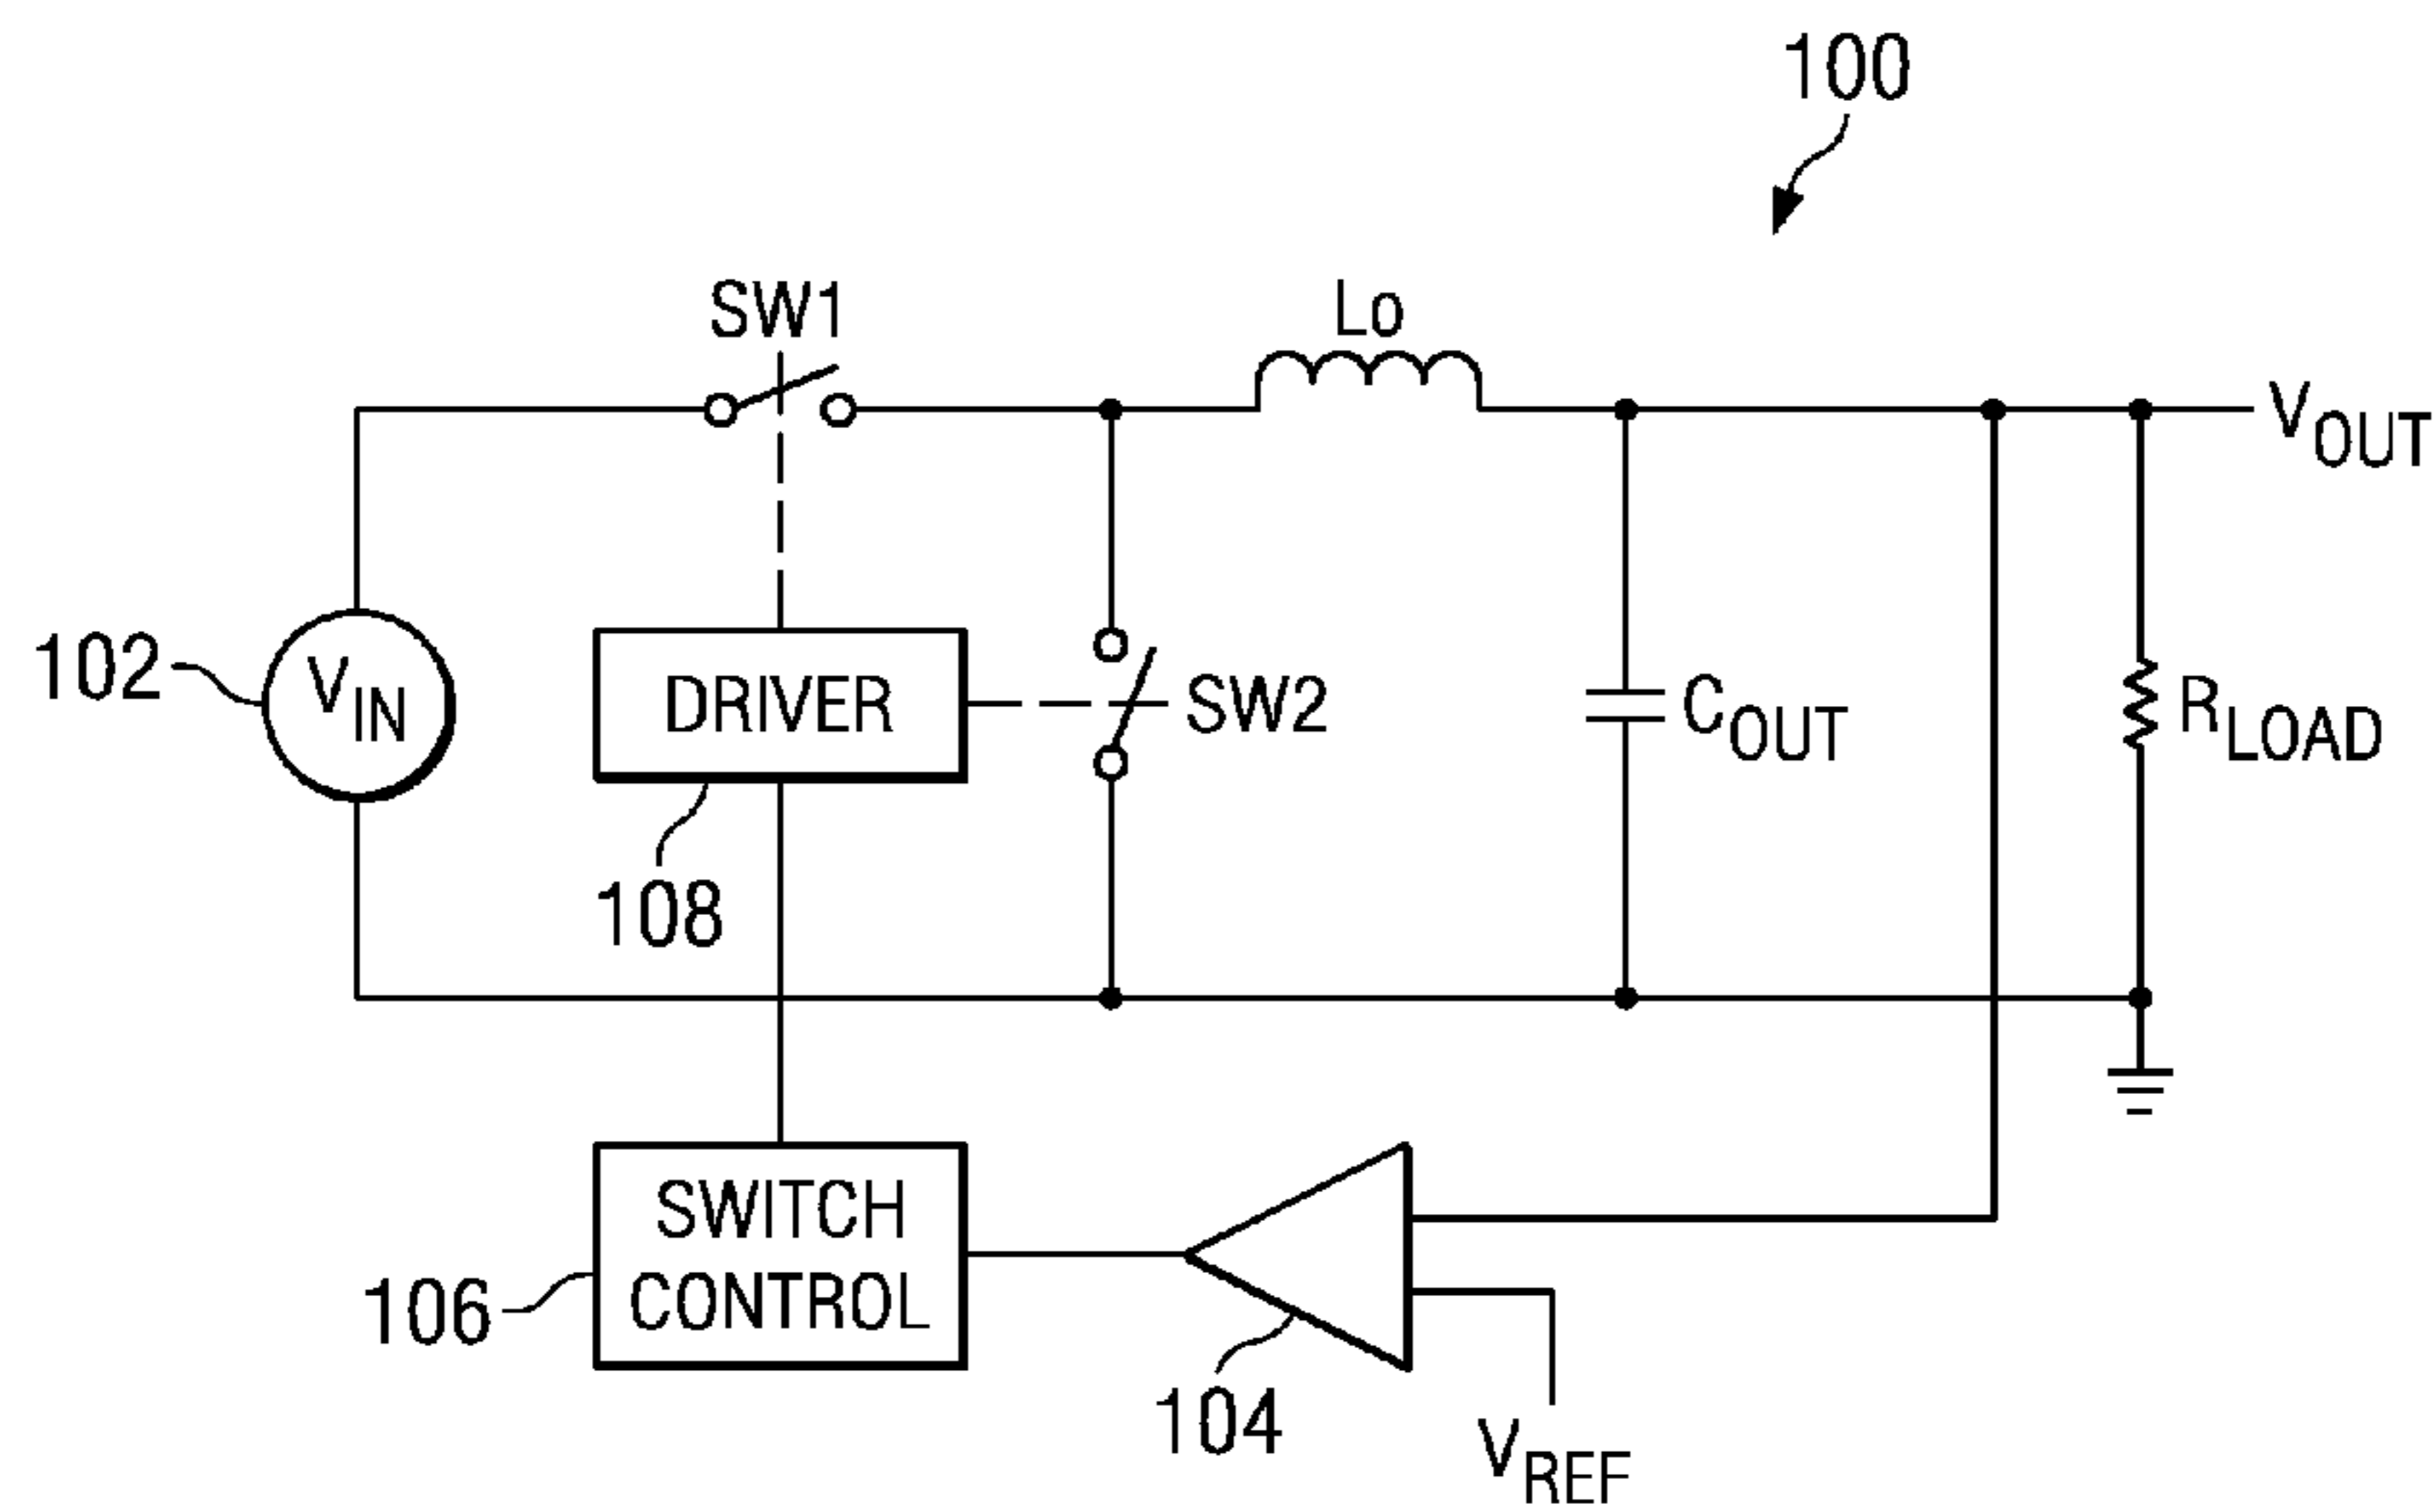 100
SW1
Lo
VOUT
102
VIN
DRIVER
SW2
COUT
RLOAD
108
SWITCH
CONTROL
106
104
VREF